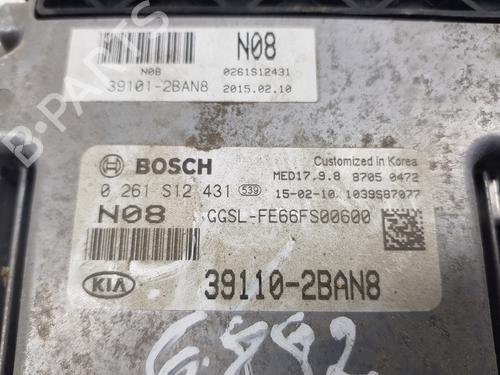 N08
N08
0261S12431
39101-2BAN8
2015.02.10
BOSCH
Customized in Korea
MED17.9.8 8705 0472
0 261 S12 431 539
15-02-10 1039S87077
N08
GGSL-FE66FS00600
KIA
39110-2BAN8